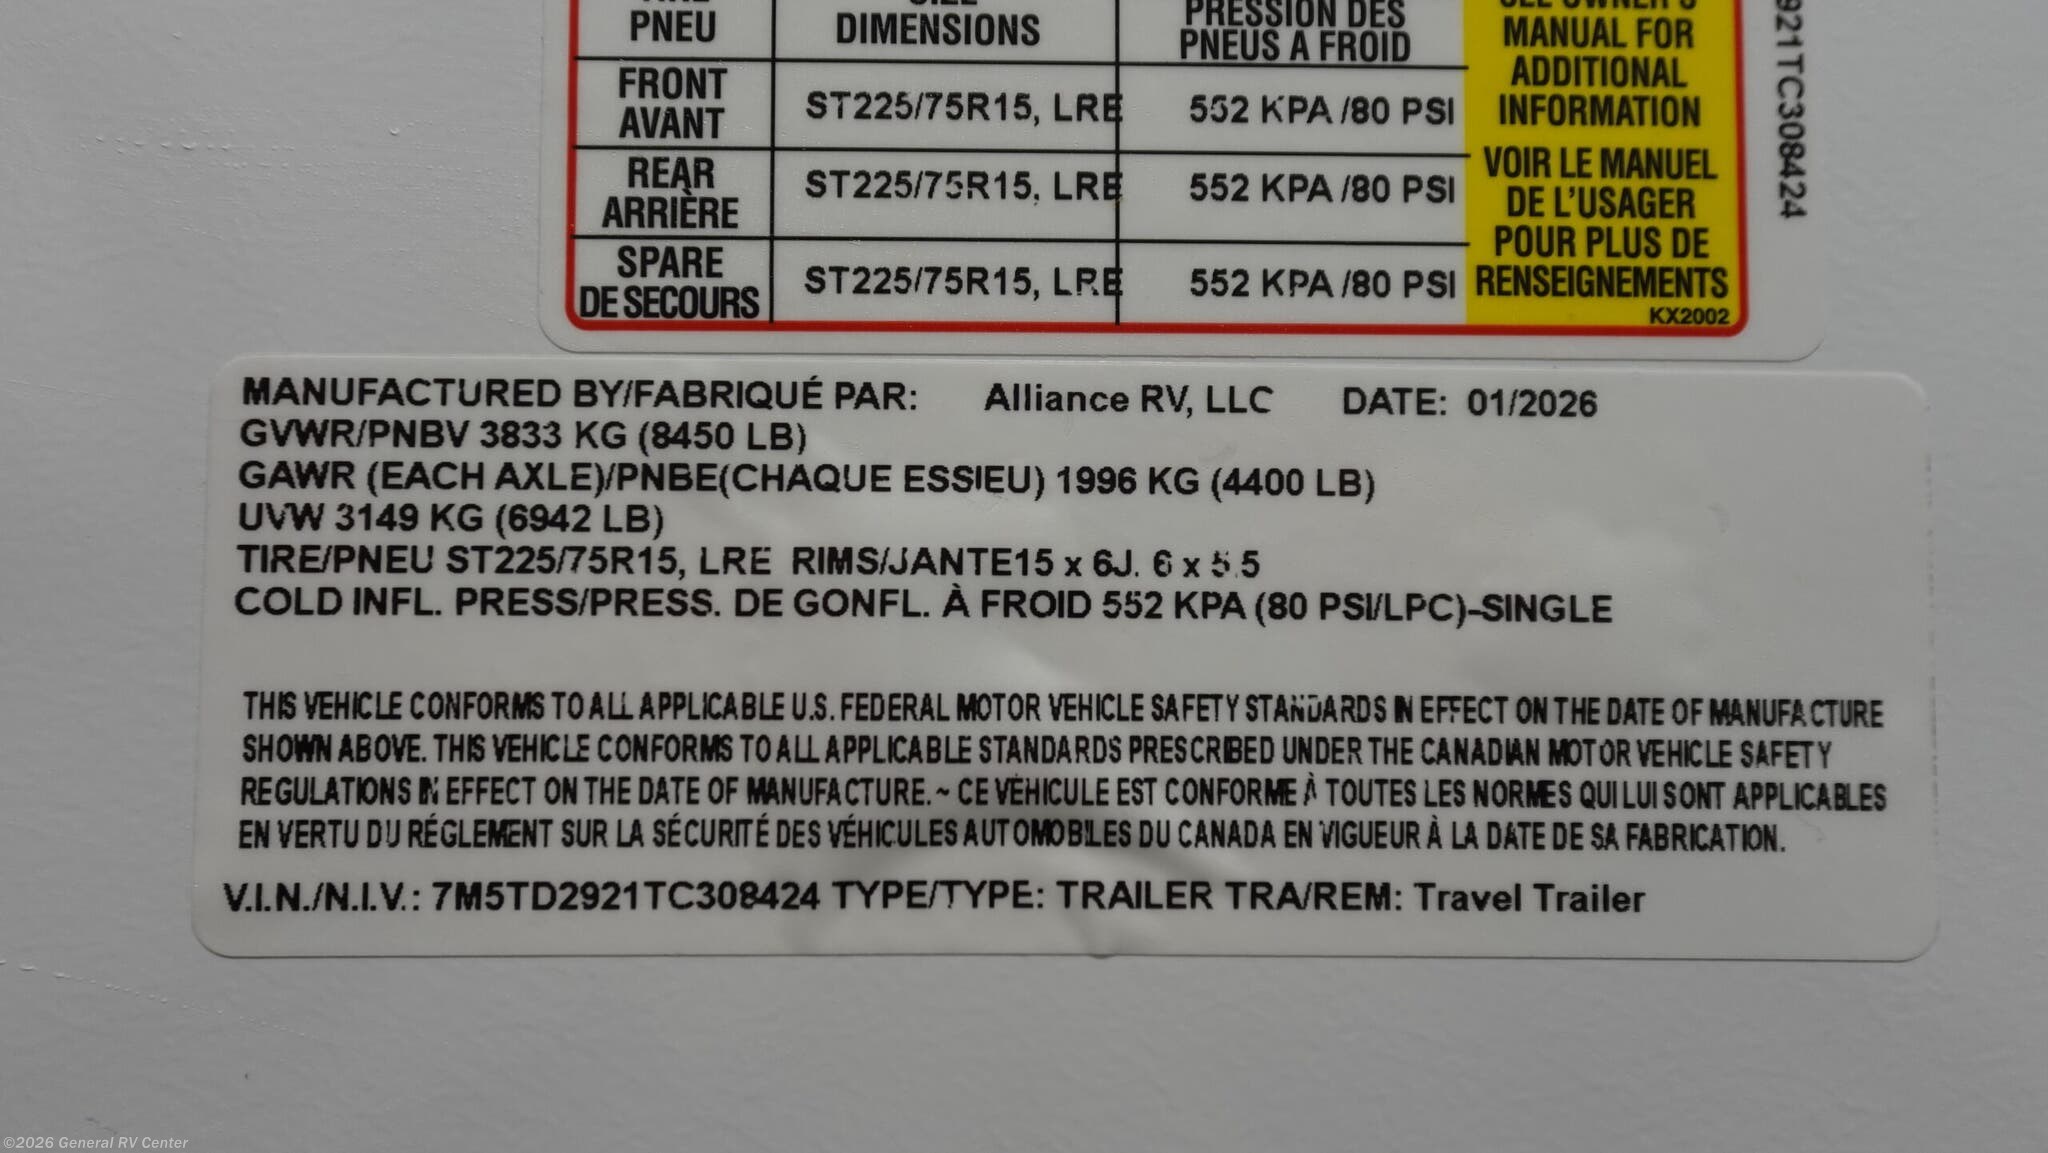 PNEU
DIMENSIONS
PRESSION DES
PNEUS A FROID
MANUAL FOR
ADDITIONAL
INFORMATION
FRONT
AVANT
ST225/75R15, LRE
552 KPA /80 PSI
REAR
ARRIÈRE
ST225/75R15, LRE
552 KPA /80 PSI
SPARE
DE SECOURS
ST225/75R15, LRE
552 KPA /80 PSI
VOIR LE MANUEL
DE L'USAGER
POUR PLUS DE
RENSEIGNEMENTS
KX2002
921TC308424
MANUFACTURED BY/FABRIQUÉ PAR: Alliance RV, LLC DATE: 01/2026
GVWR/PNBV 3833 KG (8450 LB)
GAWR (EACH AXLE)/PNBE(CHAQUE ESSIEU) 1996 KG (4400 LB)
UVW 3149 KG (6942 LB)
TIRE/PNEU ST225/75R15, LRE RIMS/JANTE15 x 6J. 6 x 5.5
COLD INFL. PRESS/PRESS. DE GONFL. À FROID 552 KPA (80 PSI/LPC)-SINGLE
THIS VEHICLE CONFORMS TO ALL APPLICABLE U.S. FEDERAL MOTOR VEHICLE SAFETY STANDARDS IN EFFECT ON THE DATE OF MANUFACTURE
SHOWN ABOVE. THIS VEHICLE CONFORMS TO ALL APPLICABLE STANDARDS PRESCRIBED UNDER THE CANADIAN MOTOR VEHICLE SAFETY
REGULATIONS IN EFFECT ON THE DATE OF MANUFACTURE. ~ CE VÉHICULE EST CONFORME À TOUTES LES NORMES QUI LUI SONT APPLICABLES
EN VERTU DU RÉGLEMENT SUR LA SÉCURITÉ DES VÉHICULES AUTOMOBILES DU CANADA EN VIGUEUR À LA DATE DE SA FABRICATION.
V.I.N./N.I.V.: 7M5TD2921TC308424 TYPE/TYPE: TRAILER TRA/REM: Travel Trailer
©2026 General RV Center